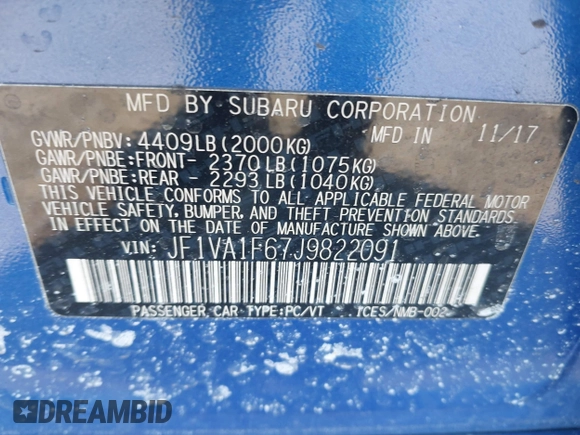 MFD BY SUBARU CORPORATION
MFD IN 11/17
GVWR/PNBV: 4409LB (2000KG)
GAWR/PNBE:FRONT- 2370LB(1075KG)
GAWR/PNBE:REAR - 2293LB(1040KG)
THIS VEHICLE CONFORMS TO ALL APPLICABLE FEDERAL MOTOR
VEHICLE SAFETY, BUMPER, AND THEFT PREVENTION STANDARDS
IN EFFECT ON THE DATE OF MANUFACTURE SHOWN ABOVE.
VIN: JF1VA1F67J9822091
PASSENGER CAR TYPE:PC/VT TCES/NMB-002
DREAMBID